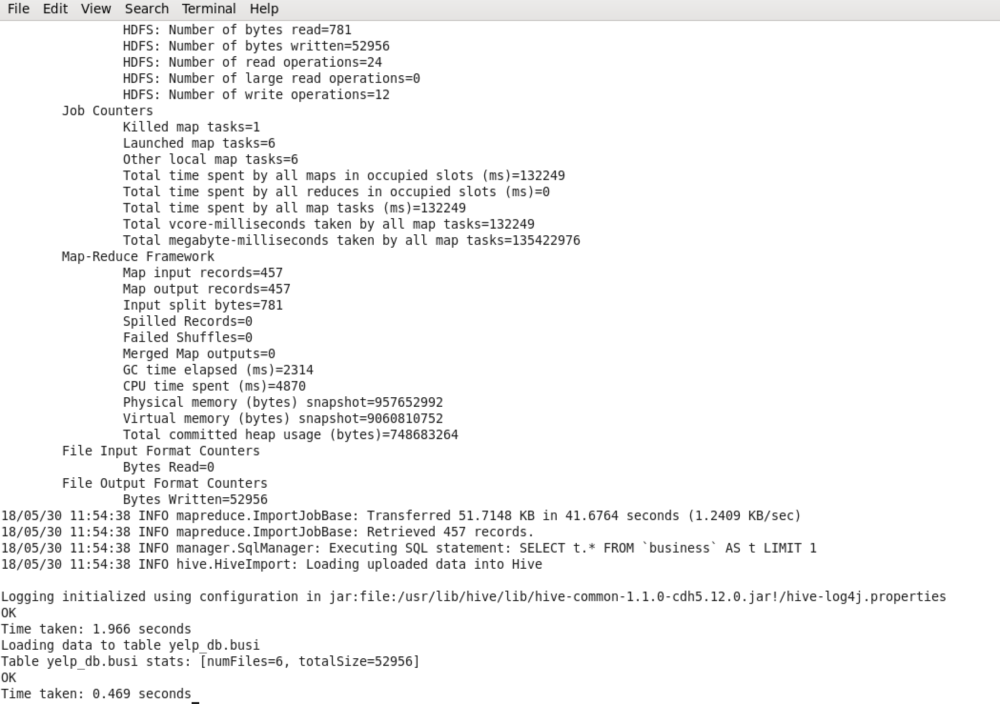 File Edit View Search Terminal Help
HDFS: Number of bytes read=781
HDFS: Number of bytes written=52956
HDFS: Number of read operations=24
HDFS: Number of large read operations=0
HDFS: Number of write operations=12
Job Counters
Killed map tasks=1
Launched map tasks=6
Other local map tasks=6
Total time spent by all maps in occupied slots (ms)=132249
Total time spent by all reduces in occupied slots (ms)=0
Total time spent by all map tasks (ms)=132249
Total vcore-milliseconds taken by all map tasks=132249
Total megabyte-milliseconds taken by all map tasks=135422976
Map-Reduce Framework
Map input records=457
Map output records=457
Input split bytes=781
Spilled Records=0
Failed Shuffles=0
Merged Map outputs=0
GC time elapsed (ms)=2314
CPU time spent (ms)=4870
Physical memory (bytes) snapshot=957652992
Virtual memory (bytes) snapshot=9060810752
Total committed heap usage (bytes)=748683264
File Input Format Counters
Bytes Read=0
File Output Format Counters
Bytes Written=52956
18/05/30 11:54:38 INFO mapreduce.ImportJobBase: Transferred 51.7148 KB in 41.6764 seconds (1.2409 KB/sec)
18/05/30 11:54:38 INFO mapreduce.ImportJobBase: Retrieved 457 records.
18/05/30 11:54:38 INFO manager.SqlManager: Executing SQL statement: SELECT t.* FROM `business` AS t LIMIT 1
18/05/30 11:54:38 INFO hive.HiveImport: Loading uploaded data into Hive
Logging initialized using configuration in jar:file:/usr/lib/hive/lib/hive-common-1.1.0-cdh5.12.0.jar!/hive-log4j.properties
OK
Time taken: 1.966 seconds
Loading data to table yelp_db.busi
Table yelp_db.busi stats: [numFiles=6, totalSize=52956]
OK
Time taken: 0.469 seconds